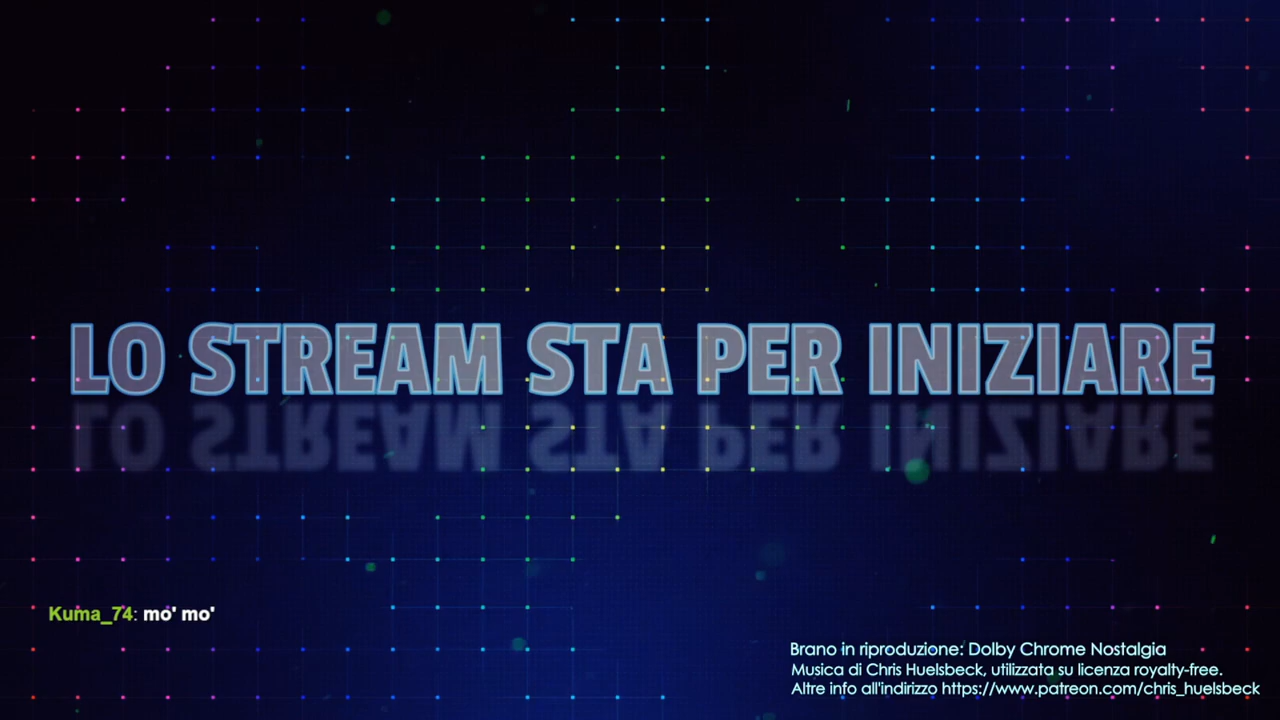 LO STREAM STA PER INIZIARE
Kuma_74: mo' mo'
Brano in riproduzione: Dolby Chrome Nostalgia
Musica di Chris Huelsbeck, utilizzata su licenza royalty-free.
Altre info all'indirizzo https://www.patreon.com/chris_huelsbeck